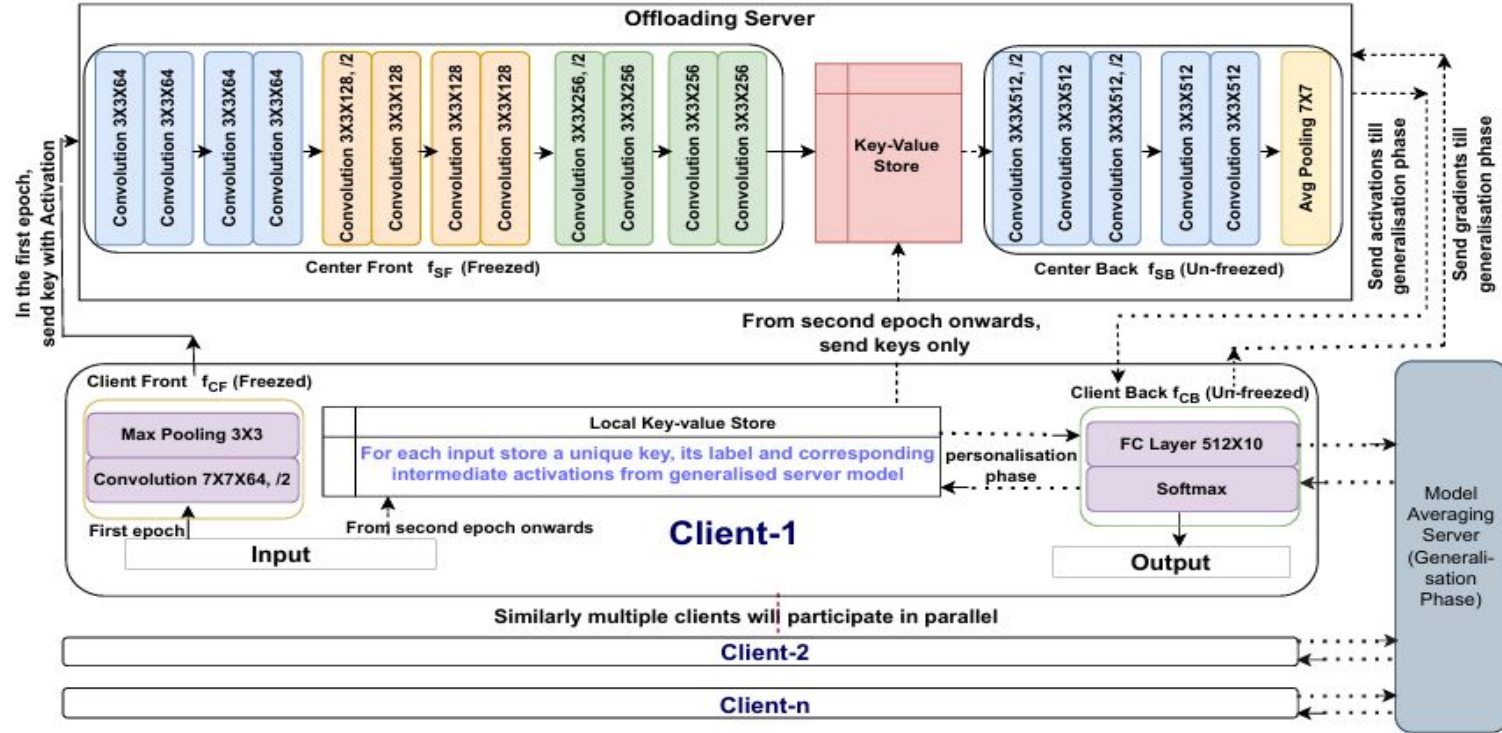 Offloading Server
Convolution 3X3X64
Convolution 3X3X64
Convolution 3X3X64
Convolution 3X3X64
Convolution 3X3X128, /2
Convolution 3X3X128
Convolution 3X3X128
Convolution 3X3X128
Convolution 3X3X256, /2
Convolution 3X3X256
Convolution 3X3X256
Convolution 3X3X256
Key-Value
Store
Convolution 3X3X512, /2
Convolution 3X3X512
Convolution 3X3X512, /2
Convolution 3X3X512
Convolution 3X3X512
Avg Pooling 7X7
Center Front f_SF (Freezed)
Center Back f_SB (Un-freezed)
In the first epoch,
send key with Activation
Send activations till
generalisation phase
Send gradients till
generalisation phase
From second epoch onwards,
send keys only
Client Front f_CF (Freezed)
Max Pooling 3X3
Convolution 7X7X64, /2
First epoch
Input
Local Key-value Store
For each input store a unique key, its label and corresponding
intermediate activations from generalised server model
From second epoch onwards
personalisation
phase
Client-1
Client Back f_CB (Un-freezed)
FC Layer 512X10
Softmax
Output
Model
Averaging
Server
(Generali-
sation
Phase)
Similarly multiple clients will participate in parallel
Client-2
Client-n